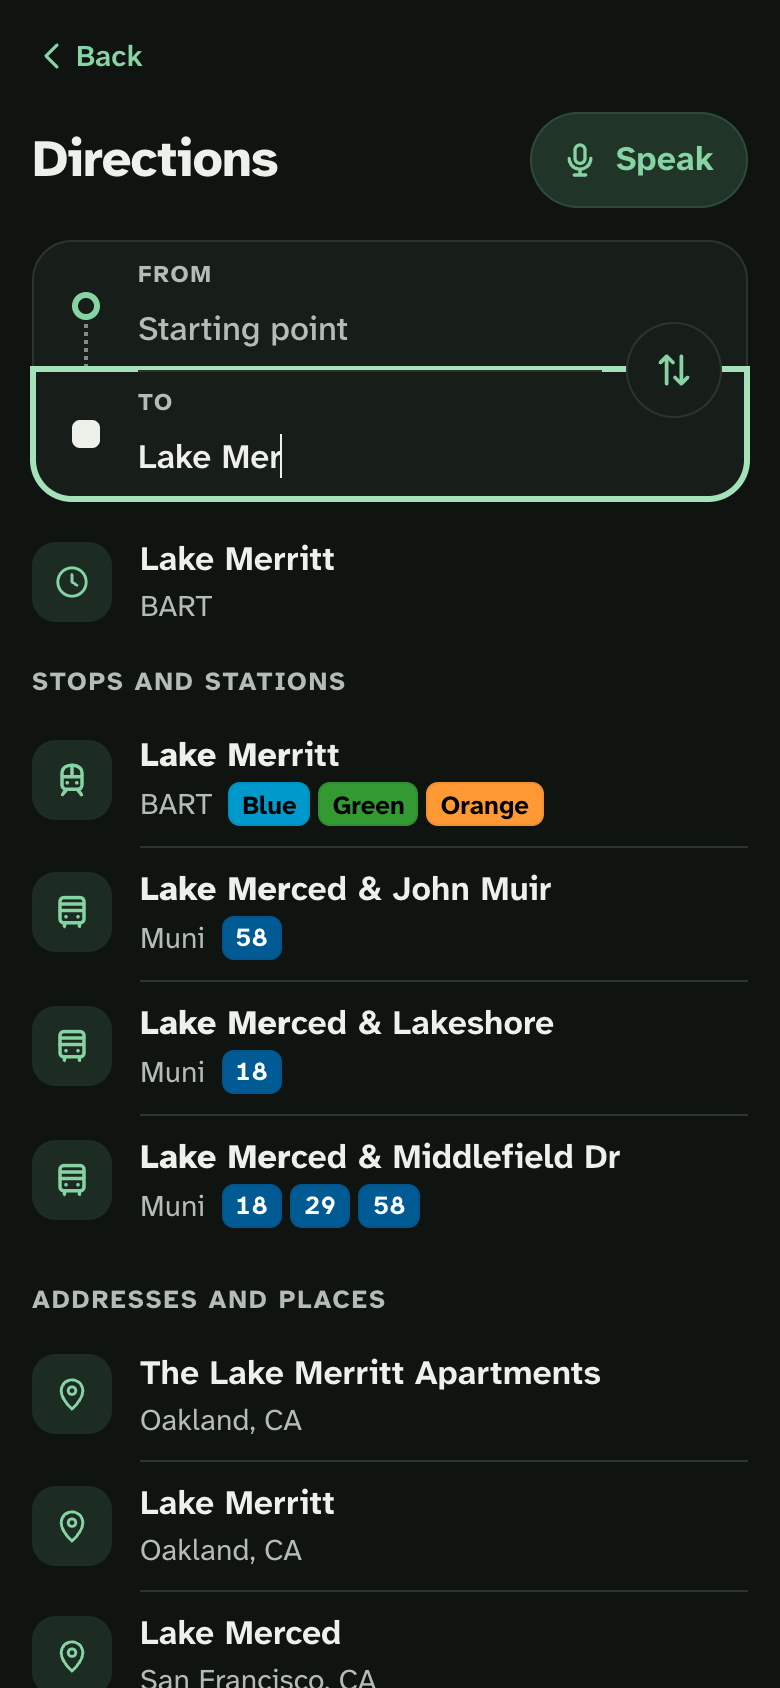 Back
Directions
Speak
FROM
Starting point
TO
Lake Mer
Lake Merritt
BART
STOPS AND STATIONS
Lake Merritt
BART Blue Green Orange
Lake Merced & John Muir
Muni 58
Lake Merced & Lakeshore
Muni 18
Lake Merced & Middlefield Dr
Muni 18 29 58
ADDRESSES AND PLACES
The Lake Merritt Apartments
Oakland, CA
Lake Merritt
Oakland, CA
Lake Merced
San Francisco, CA